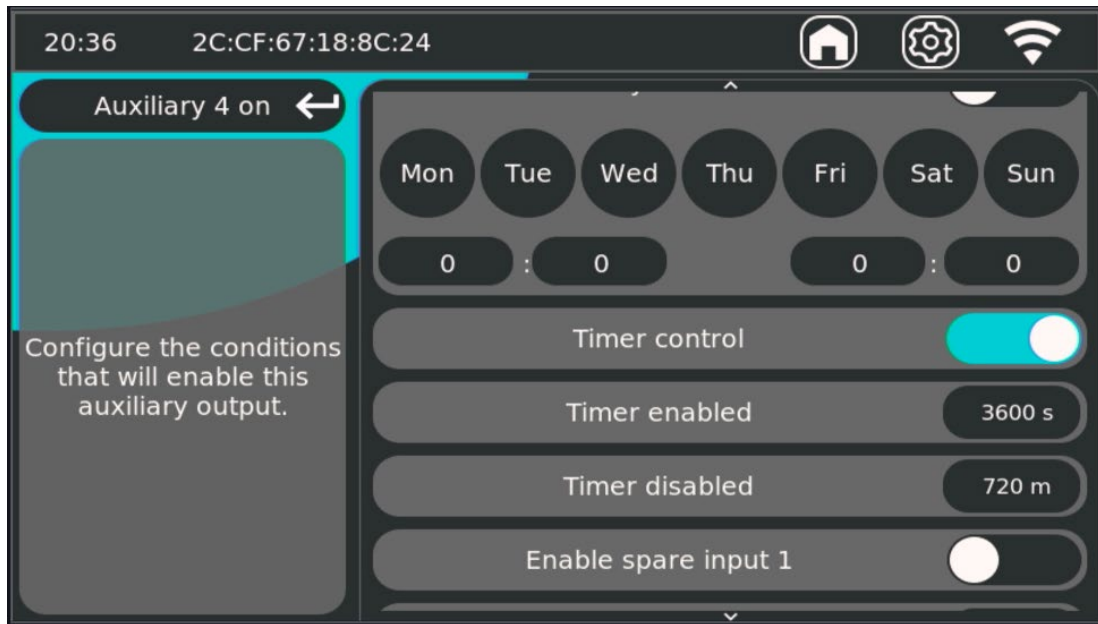 20:36 2C:CF:67:18:8C:24
Auxiliary 4 on
Configure the conditions
that will enable this
auxiliary output.
Mon Tue Wed Thu Fri Sat Sun
0 : 0 0 : 0
Timer control
Timer enabled 3600 s
Timer disabled 720 m
Enable spare input 1